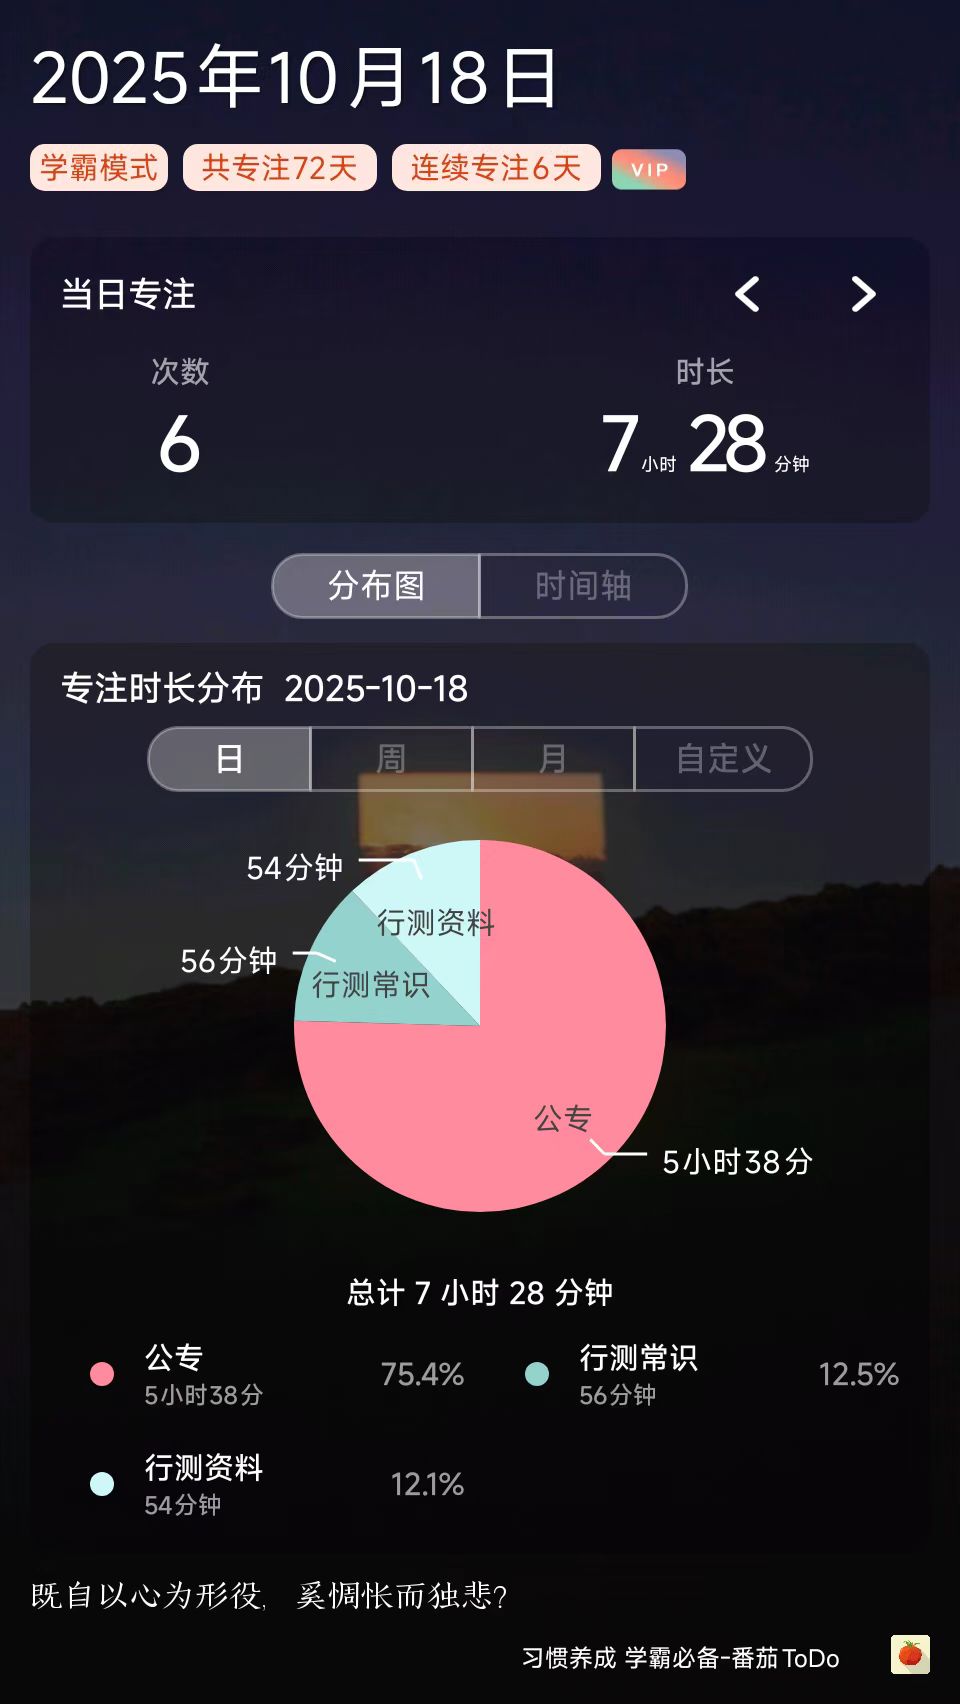 2025年10月18日
学霸模式 共专注72天 连续专注6天 VIP
当日专注
次数 时长
6 7小时 28分钟
分布图 时间轴
专注时长分布 2025-10-18
日 周 月 自定义
54分钟
行测资料
56分钟
行测常识
公专
5小时38分
总计 7 小时 28 分钟
公专 75.4% 行测常识 12.5%
5小时38分 56分钟
行测资料 12.1%
54分钟
既自以心为形役，奚惆怅而独悲?
习惯养成 学霸必备-番茄ToDo